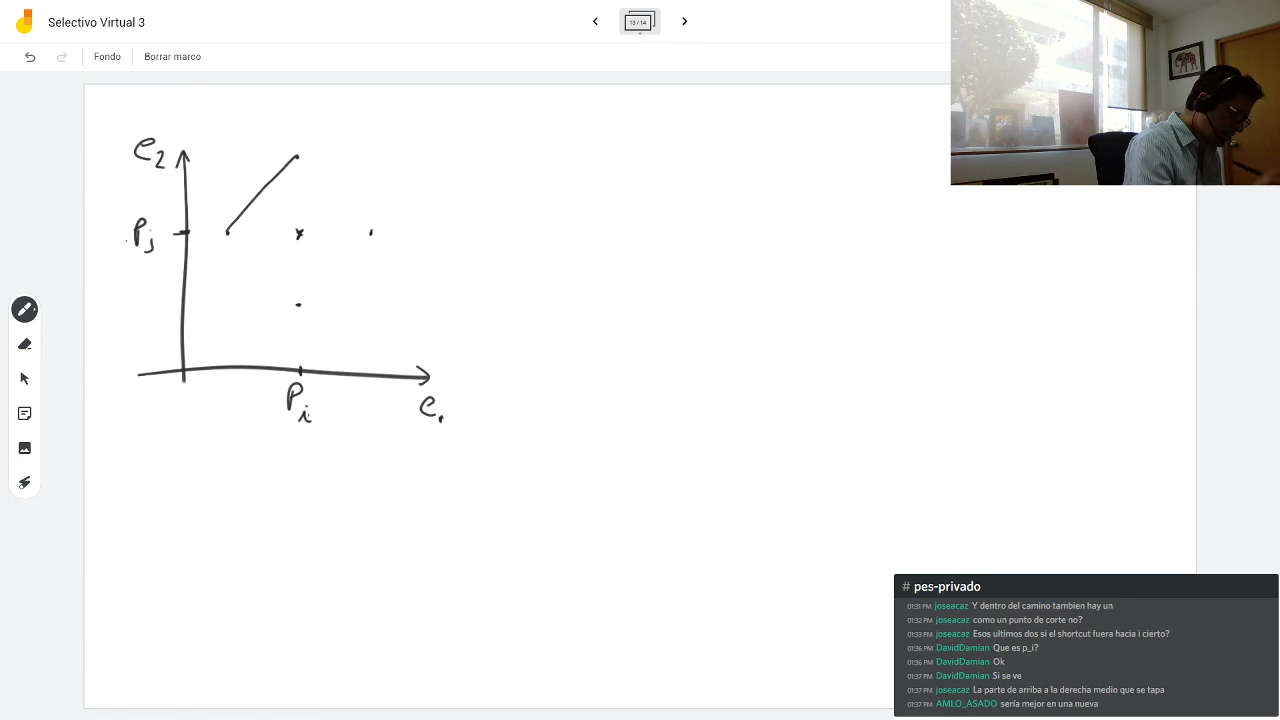 Selectivo Virtual 3
13 / 14
Fondo
Borrar marco
e2
Pj
Pi
e1
# pes-privado
01:31 PM joseacaz Y dentro del camino tambien hay un
01:32 PM joseacaz como un punto de corte no?
01:33 PM joseacaz Esos ultimos dos si el shortcut fuera hacia i cierto?
01:36 PM DavidDamian Que es p_i?
01:36 PM DavidDamian Ok
01:37 PM DavidDamian Si se ve
01:37 PM joseacaz La parte de arriba a la derecha medio que se tapa
01:37 PM AMLO_ASADO sería mejor en una nueva